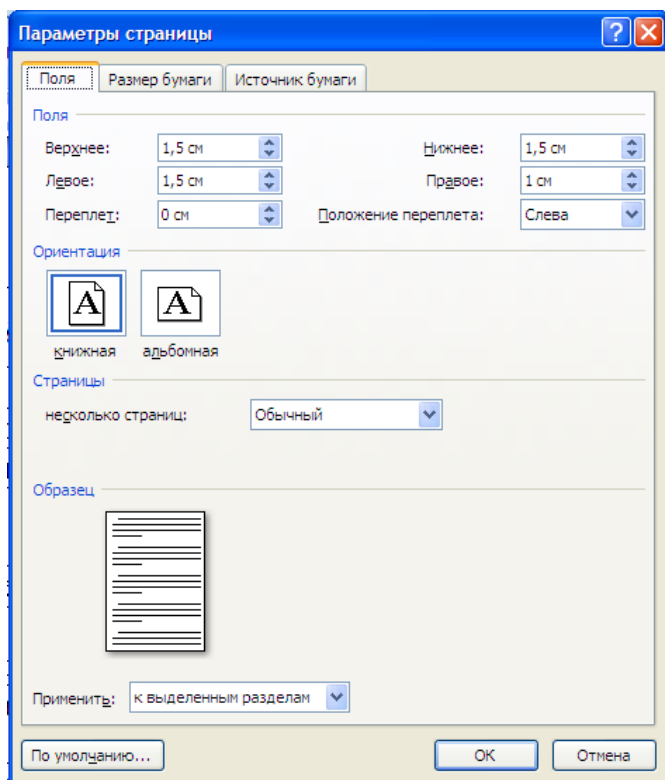 Параметры страницы
Поля Размер бумаги Источник бумаги
Поля
Верхнее: 1,5 см Нижнее: 1,5 см
Левое: 1,5 см Правое: 1 см
Переплет: 0 см Положение переплета: Слева
Ориентация
A A
книжная альбомная
Страницы
несколько страниц: Обычный
Образец
Применить: к выделенным разделам
По умолчанию... ОК Отмена